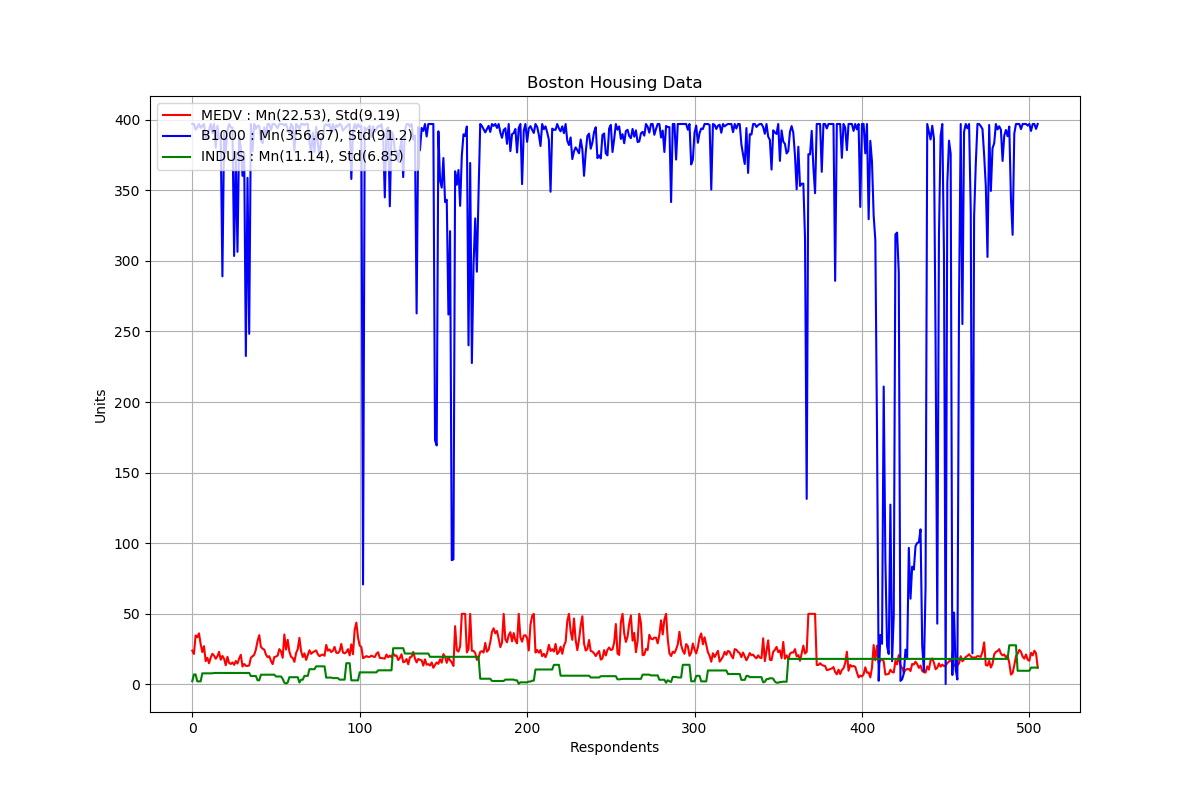 Boston Housing Data
MEDV : Mn(22.53), Std(9.19)
B1000 : Mn(356.67), Std(91.2)
INDUS : Mn(11.14), Std(6.85)
400
350
300
250
200
150
100
50
0
Units
0 100 200 300 400 500
Respondents